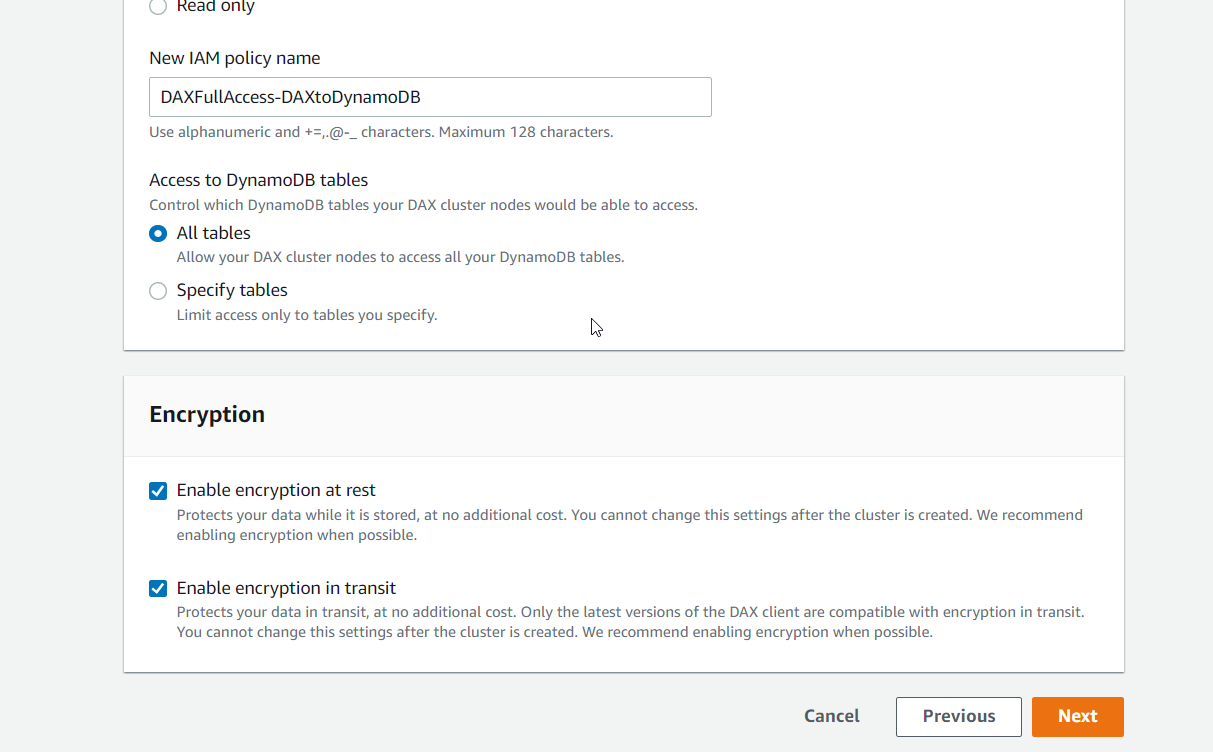 Read only
New IAM policy name
DAXFullAccess-DAXtoDynamoDB
Use alphanumeric and +=,.@-_ characters. Maximum 128 characters.
Access to DynamoDB tables
Control which DynamoDB tables your DAX cluster nodes would be able to access.
All tables
Allow your DAX cluster nodes to access all your DynamoDB tables.
Specify tables
Limit access only to tables you specify.
Encryption
Enable encryption at rest
Protects your data while it is stored, at no additional cost. You cannot change this settings after the cluster is created. We recommend
enabling encryption when possible.
Enable encryption in transit
Protects your data in transit, at no additional cost. Only the latest versions of the DAX client are compatible with encryption in transit.
You cannot change this settings after the cluster is created. We recommend enabling encryption when possible.
Cancel Previous Next